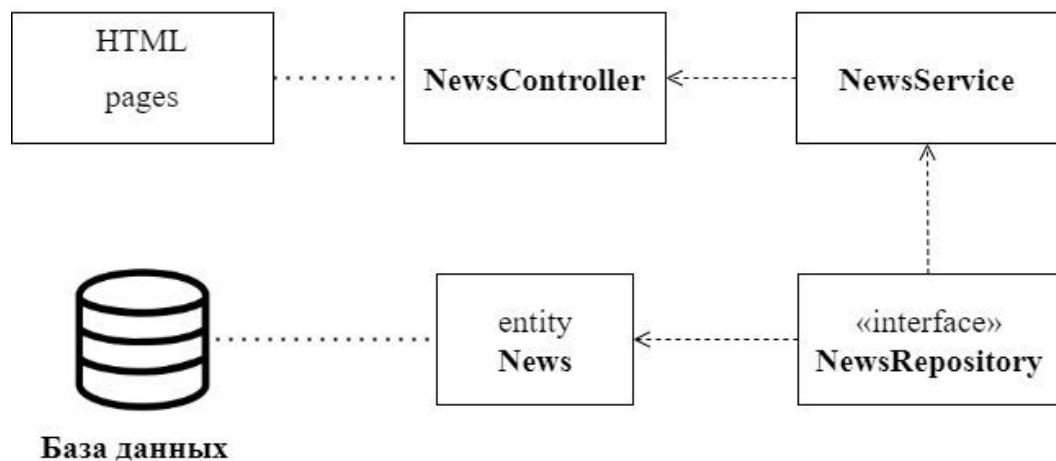 HTML
pages
NewsController
NewsService
entity
News
«interface»
NewsRepository
База данных